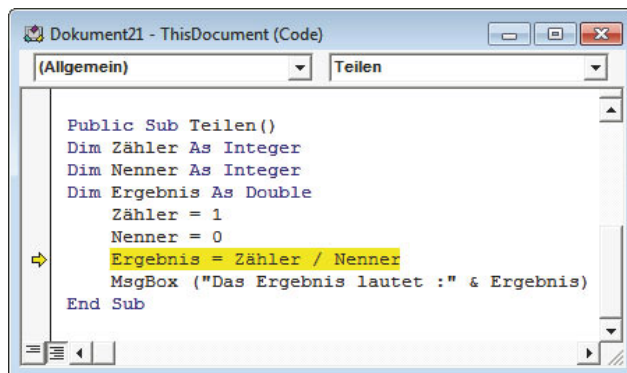 Dokument21 - ThisDocument (Code)
(Allgemein) Teilen
Public Sub Teilen()
Dim Zähler As Integer
Dim Nenner As Integer
Dim Ergebnis As Double
Zähler = 1
Nenner = 0
Ergebnis = Zähler / Nenner
MsgBox ("Das Ergebnis lautet :" & Ergebnis)
End Sub